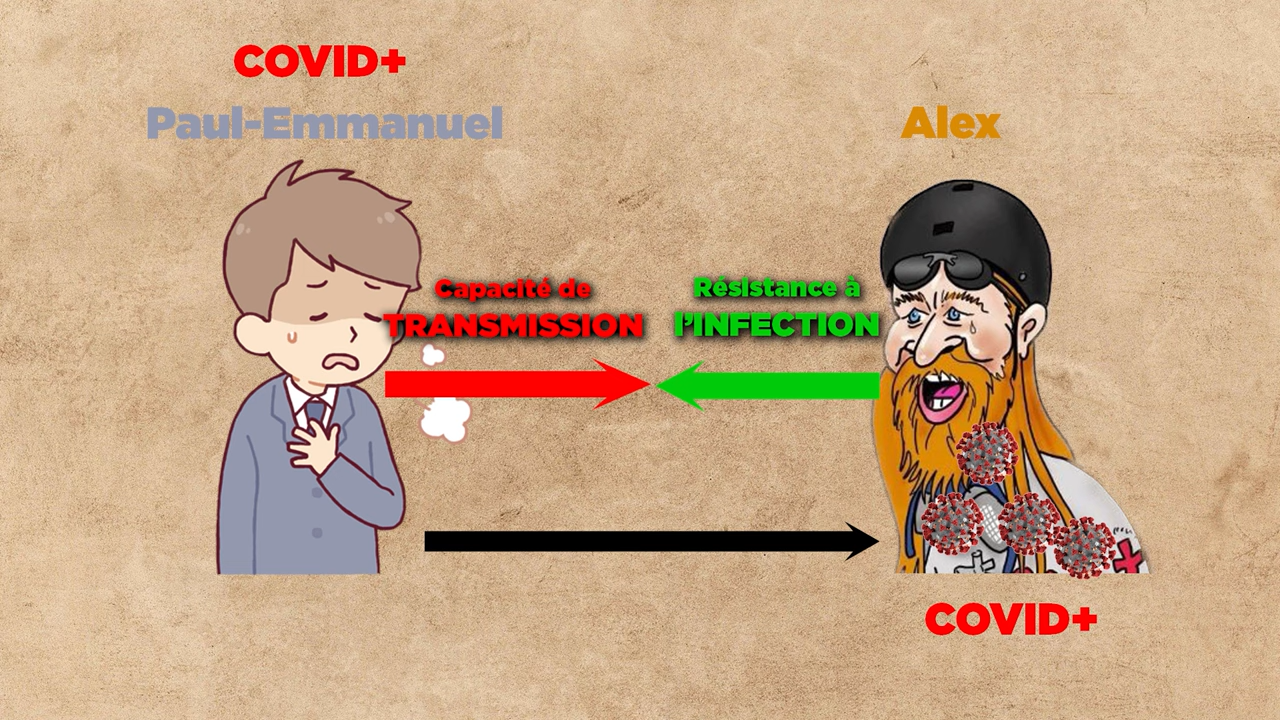 COVID+
Paul-Emmanuel
Alex
Capacité de
TRANSMISSION
Résistance à
l'INFECTION
COVID+